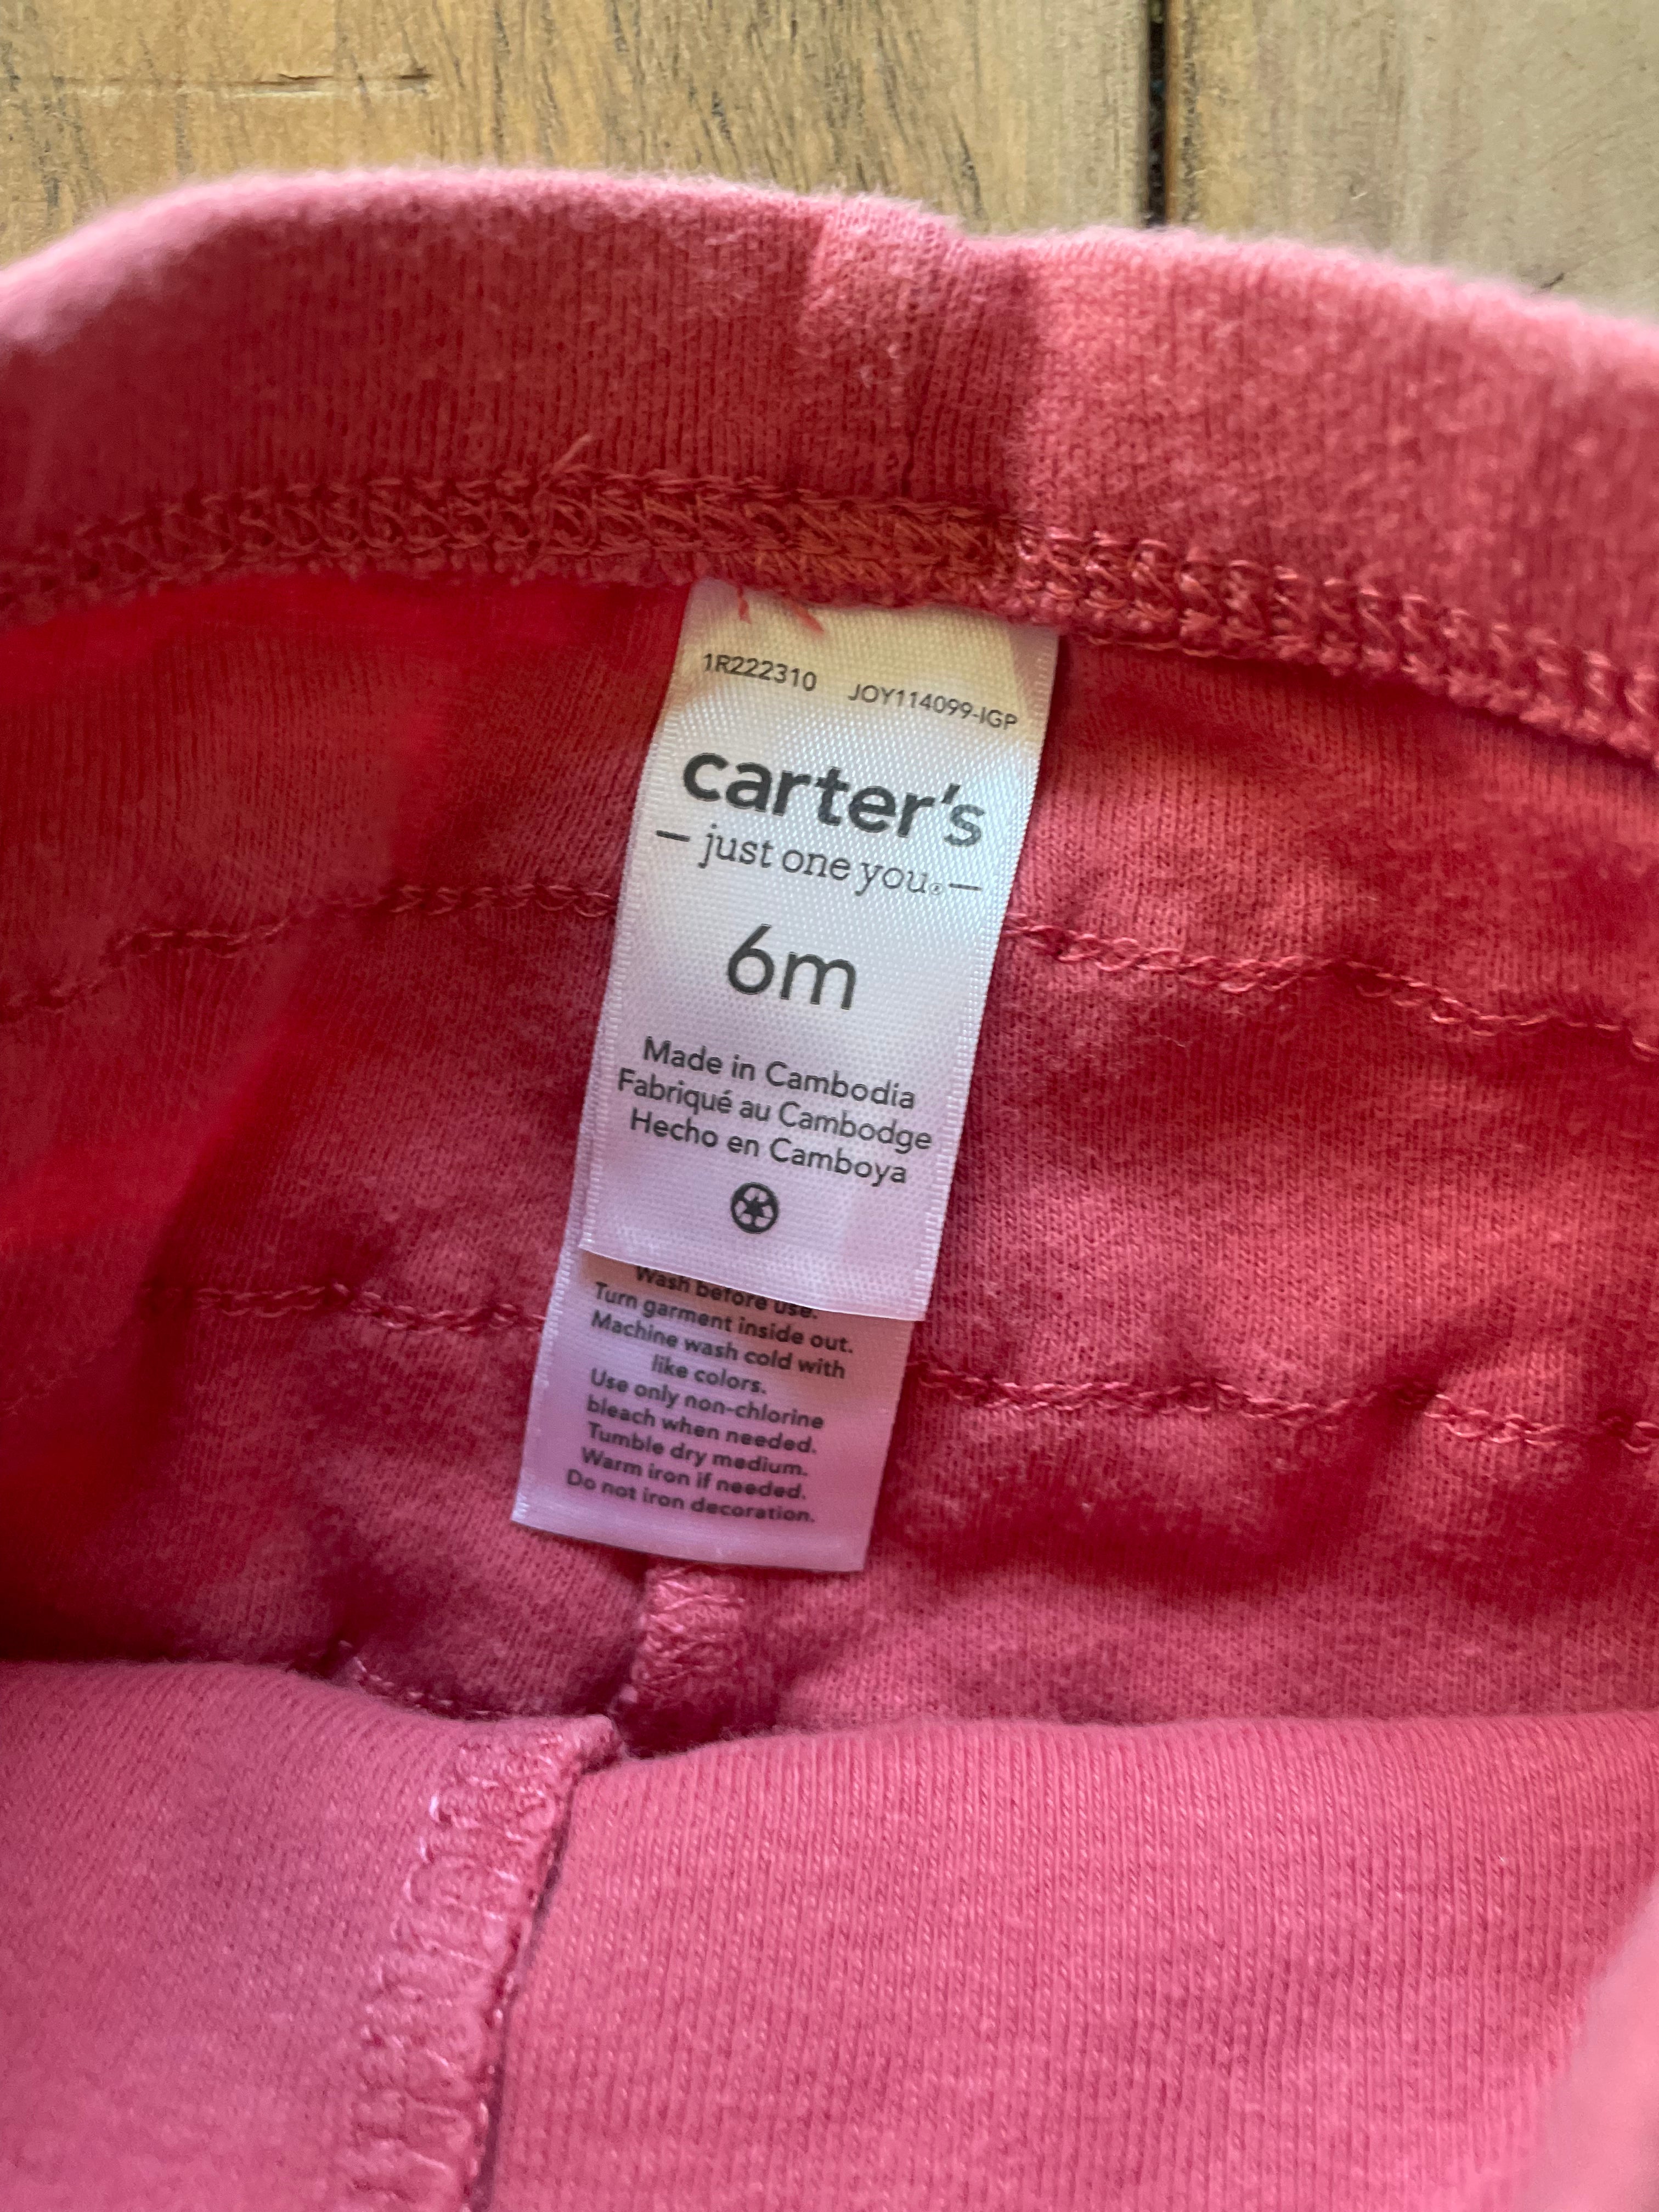 1R222310 JOY114099-IGP
carter's
— just one you.® —
6m
Made in Cambodia
Fabriqué au Cambodge
Hecho en Camboya
Wash before use.
Turn garment inside out.
Machine wash cold with
like colors.
Use only non-chlorine
bleach when needed.
Tumble dry medium.
Warm iron if needed.
Do not iron decoration.